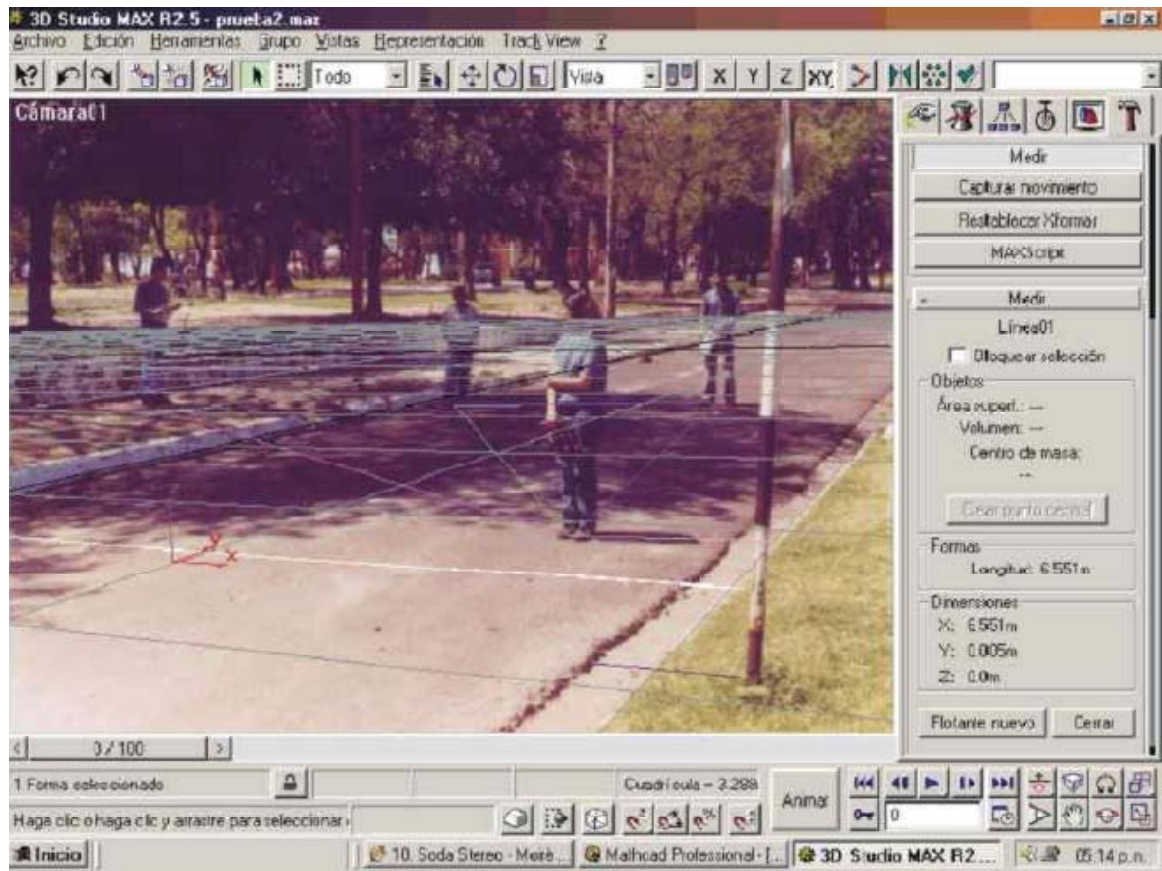 3D Studio MAX R2.5 - prueba2.max
Archivo Edición Herramientas Grupo Vistas Representación Track View ?
Todo
Vista
X Y Z XY
Cámara01
Medir
Capturar movimiento
Restablecer Xformar
MAXScript
- Medir
Línea01
Bloquear selección
Objetos
Área superf.: ---
Volumen: ---
Centro de masa:
--
Crear punto central
Formas
Longitud: 6.551m
Dimensiones
X: 6.551m
Y: 0.005m
Z: 0.0m
Flotante nuevo Cerrar
< 0 / 100 >
1 Forma seleccionado
Cuadrícula = 3.288
Animar
Haga clic o haga clic y arrastre para seleccionar
0
Inicio
10. Soda Stereo -
Mathcad Professional - [...
3D Studio MAX R2....
05:14 p.m.